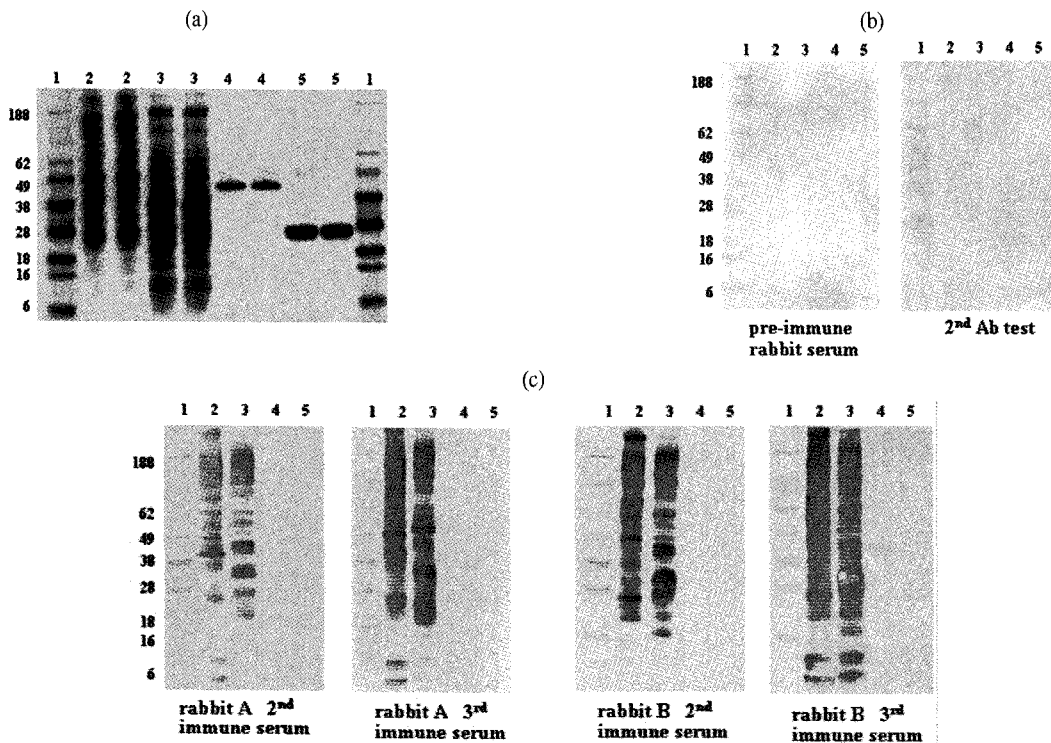 (a)
1 2 2 3 3 4 4 5 5 1
188
62
49
38
28
18
16
6
(b)
1 2 3 4 5
188
62
49
38
28
18
16
6
pre-immune
rabbit serum
1 2 3 4 5
2nd Ab test
(c)
1 2 3 4 5
188
62
49
38
28
18
16
6
rabbit A 2nd
immune serum
1 2 3 4 5
rabbit A 3rd
immune serum
1 2 3 4 5
rabbit B 2nd
immune serum
1 2 3 4 5
rabbit B 3rd
immune serum